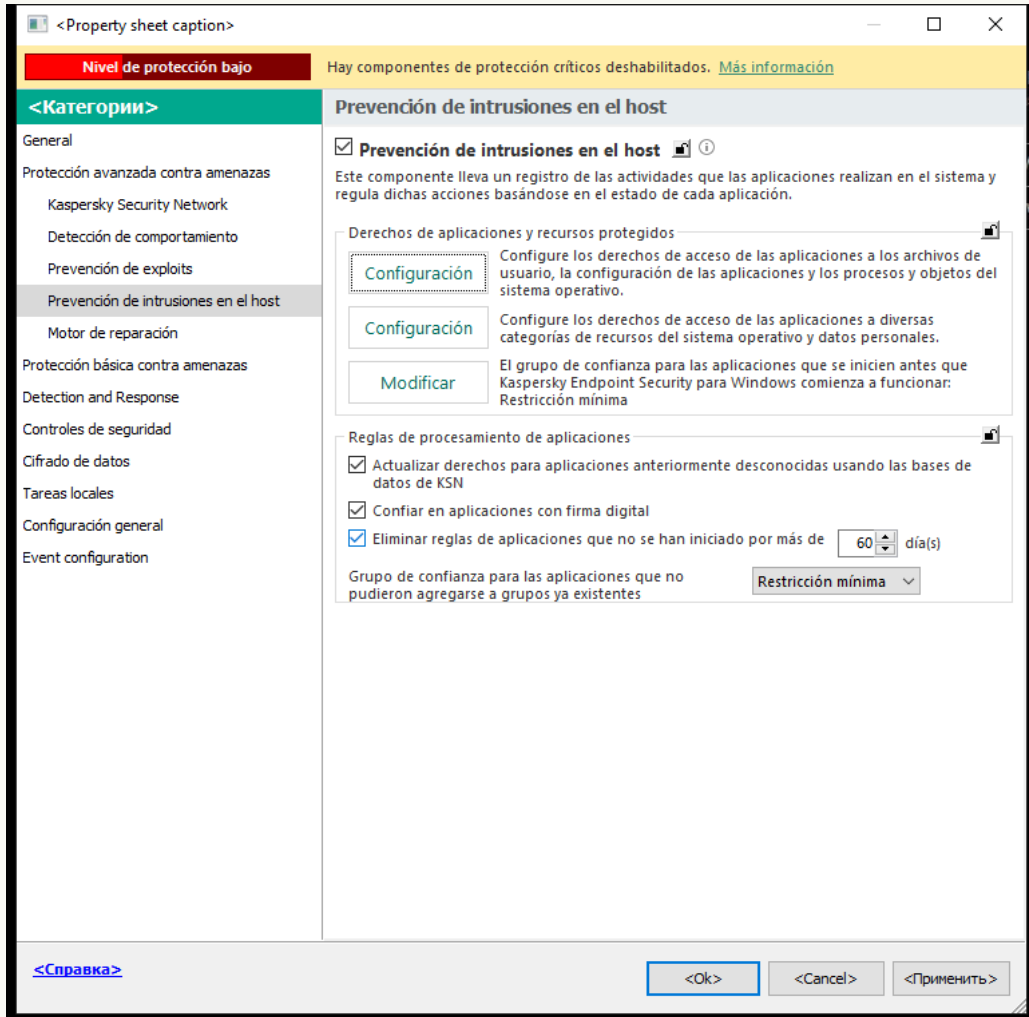 <Property sheet caption>
Nivel de protección bajo
Hay componentes de protección críticos deshabilitados. Más información
<Категории>
General
Protección avanzada contra amenazas
Kaspersky Security Network
Detección de comportamiento
Prevención de exploits
Prevención de intrusiones en el host
Motor de reparación
Protección básica contra amenazas
Detection and Response
Controles de seguridad
Cifrado de datos
Tareas locales
Configuración general
Event configuration
Prevención de intrusiones en el host
Prevención de intrusiones en el host
Este componente lleva un registro de las actividades que las aplicaciones realizan en el sistema y
regula dichas acciones basándose en el estado de cada aplicación.
Derechos de aplicaciones y recursos protegidos
Configuración
Configure los derechos de acceso de las aplicaciones a los archivos de
usuario, la configuración de las aplicaciones y los procesos y objetos del
sistema operativo.
Configuración
Configure los derechos de acceso de las aplicaciones a diversas
categorías de recursos del sistema operativo y datos personales.
Modificar
El grupo de confianza para las aplicaciones que se inicien antes que
Kaspersky Endpoint Security para Windows comienza a funcionar:
Restricción mínima
Reglas de procesamiento de aplicaciones
Actualizar derechos para aplicaciones anteriormente desconocidas usando las bases de
datos de KSN
Confiar en aplicaciones con firma digital
Eliminar reglas de aplicaciones que no se han iniciado por más de 60 día(s)
Grupo de confianza para las aplicaciones que no
pudieron agregarse a grupos ya existentes
Restricción mínima
<Справка>
<Ok>
<Cancel>
<Применить>